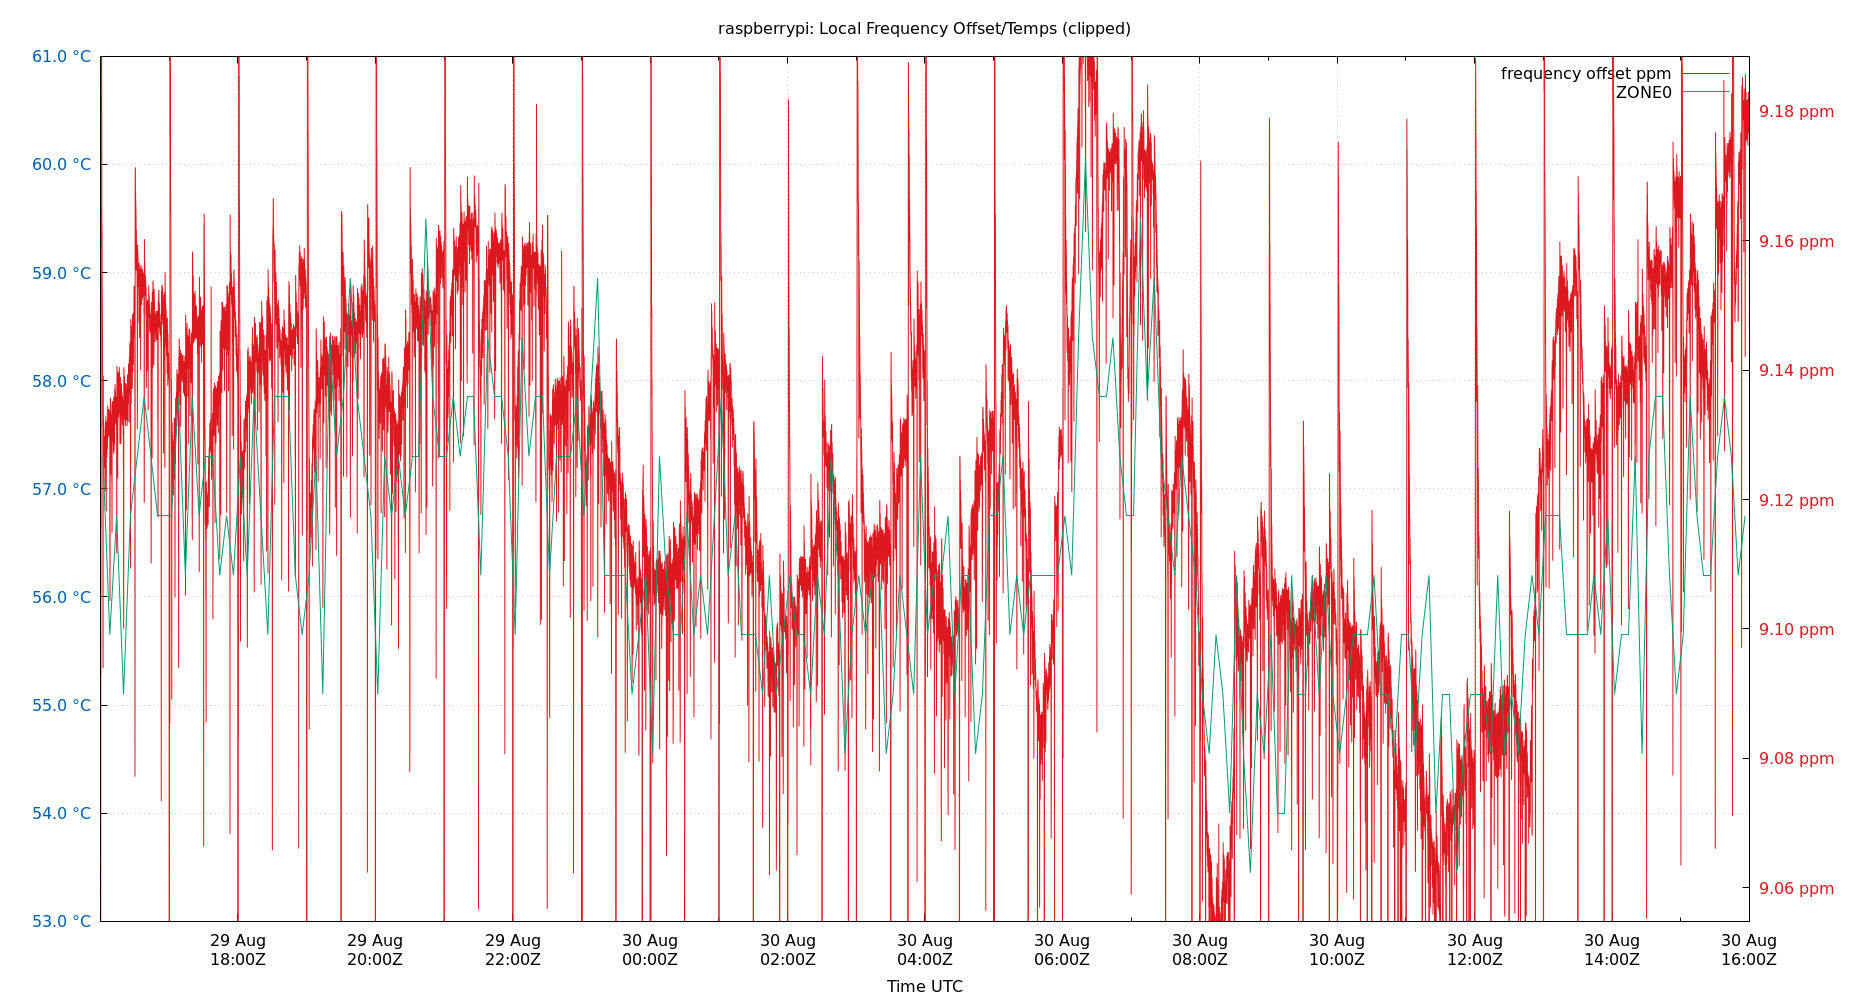 raspberrypi: Local Frequency Offset/Temps (clipped)
61.0 °C
60.0 °C
59.0 °C
58.0 °C
57.0 °C
56.0 °C
55.0 °C
54.0 °C
53.0 °C
frequency offset ppm
ZONE0
9.18 ppm
9.16 ppm
9.14 ppm
9.12 ppm
9.10 ppm
9.08 ppm
9.06 ppm
29 Aug
18:00Z
29 Aug
20:00Z
29 Aug
22:00Z
30 Aug
00:00Z
30 Aug
02:00Z
30 Aug
04:00Z
30 Aug
06:00Z
30 Aug
08:00Z
30 Aug
10:00Z
30 Aug
12:00Z
30 Aug
14:00Z
30 Aug
16:00Z
Time UTC